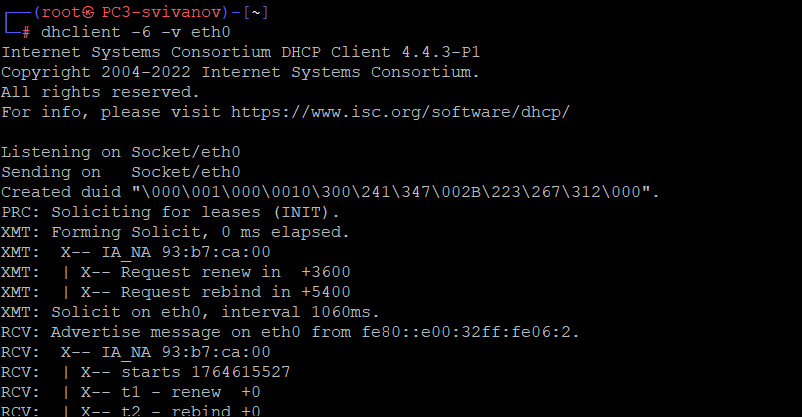 ┌──(root㉿ PC3-svivanov)-[~]
└─# dhclient -6 -v eth0
Internet Systems Consortium DHCP Client 4.4.3-P1
Copyright 2004-2022 Internet Systems Consortium.
All rights reserved.
For info, please visit https://www.isc.org/software/dhcp/

Listening on Socket/eth0
Sending on   Socket/eth0
Created duid "\000\001\000\0010\300\241\347\002B\223\267\312\000".
PRC: Soliciting for leases (INIT).
XMT: Forming Solicit, 0 ms elapsed.
XMT:  X-- IA_NA 93:b7:ca:00
XMT:  | X-- Request renew in  +3600
XMT:  | X-- Request rebind in +5400
XMT: Solicit on eth0, interval 1060ms.
RCV: Advertise message on eth0 from fe80::e00:32ff:fe06:2.
RCV:  X-- IA_NA 93:b7:ca:00
RCV:  | X-- starts 1764615527
RCV:  | X-- t1 - renew  +0
RCV:  | X-- t2 - rebind +0